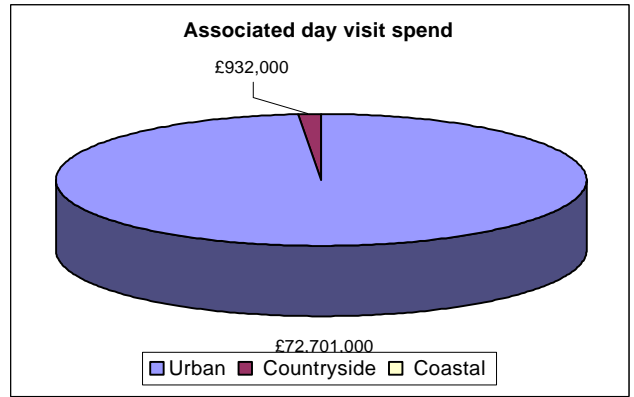 Associated day visit spend
£932,000
£72,701,000
Urban Countryside Coastal